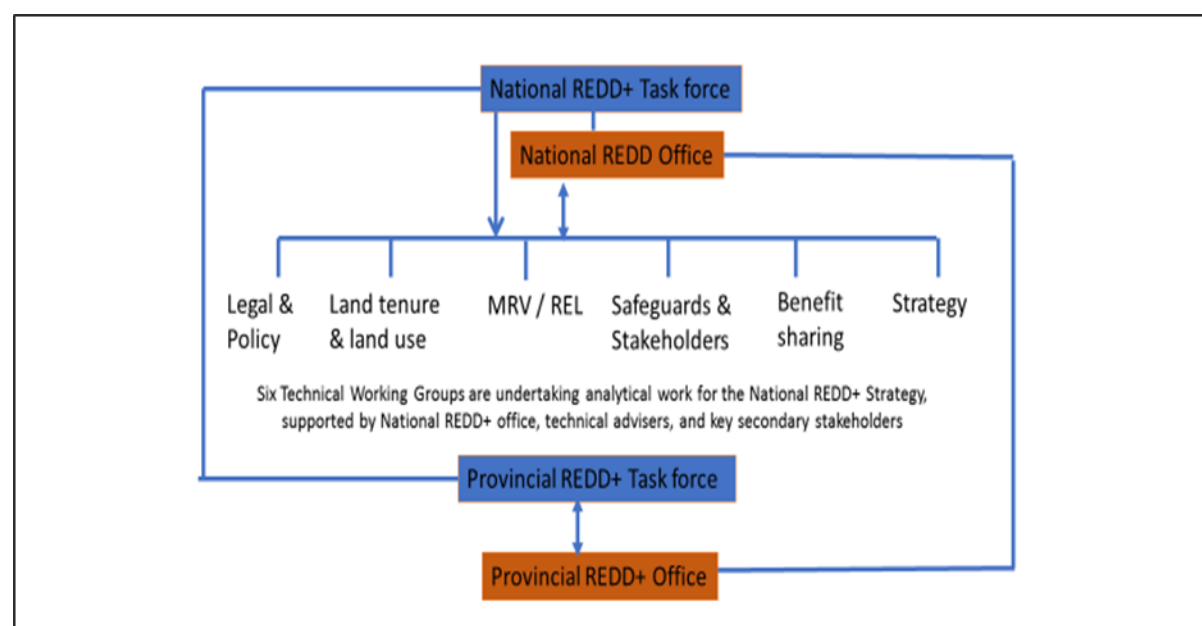 National REDD+ Task force
National REDD Office
Legal &
Policy
Land tenure
& land use
MRV / REL
Safeguards &
Stakeholders
Benefit
sharing
Strategy
Six Technical Working Groups are undertaking analytical work for the National REDD+ Strategy,
supported by National REDD+ office, technical advisers, and key secondary stakeholders
Provincial REDD+ Task force
Provincial REDD+ Office